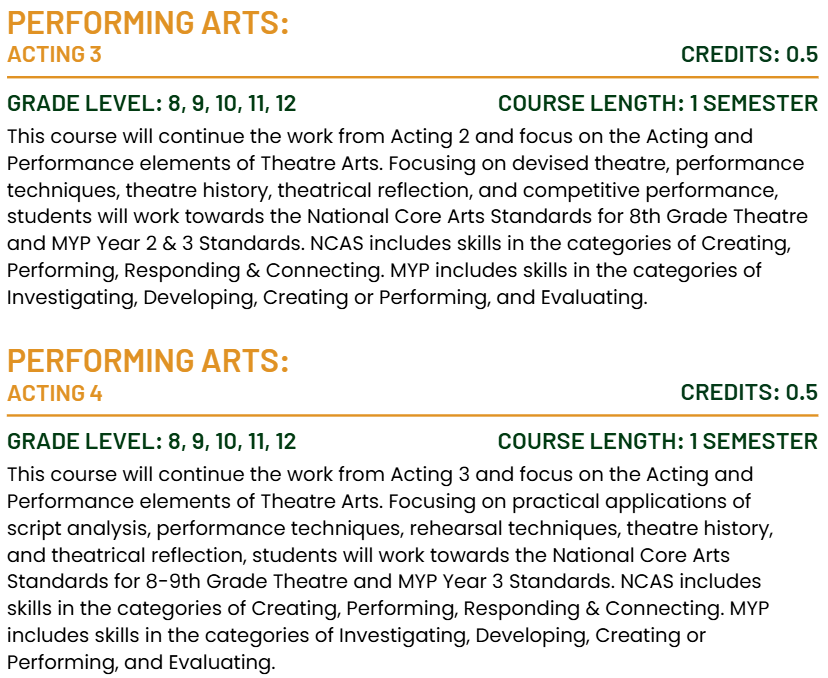 PERFORMING ARTS:
ACTING 3
CREDITS: 0.5
GRADE LEVEL: 8, 9, 10, 11, 12
COURSE LENGTH: 1 SEMESTER
This course will continue the work from Acting 2 and focus on the Acting and
Performance elements of Theatre Arts. Focusing on devised theatre, performance
techniques, theatre history, theatrical reflection, and competitive performance,
students will work towards the National Core Arts Standards for 8th Grade Theatre
and MYP Year 2 & 3 Standards. NCAS includes skills in the categories of Creating,
Performing, Responding & Connecting. MYP includes skills in the categories of
Investigating, Developing, Creating or Performing, and Evaluating.
PERFORMING ARTS:
ACTING 4
CREDITS: 0.5
GRADE LEVEL: 8, 9, 10, 11, 12
COURSE LENGTH: 1 SEMESTER
This course will continue the work from Acting 3 and focus on the Acting and
Performance elements of Theatre Arts. Focusing on practical applications of
script analysis, performance techniques, rehearsal techniques, theatre history,
and theatrical reflection, students will work towards the National Core Arts
Standards for 8-9th Grade Theatre and MYP Year 3 Standards. NCAS includes
skills in the categories of Creating, Performing, Responding & Connecting. MYP
includes skills in the categories of Investigating, Developing, Creating or
Performing, and Evaluating.